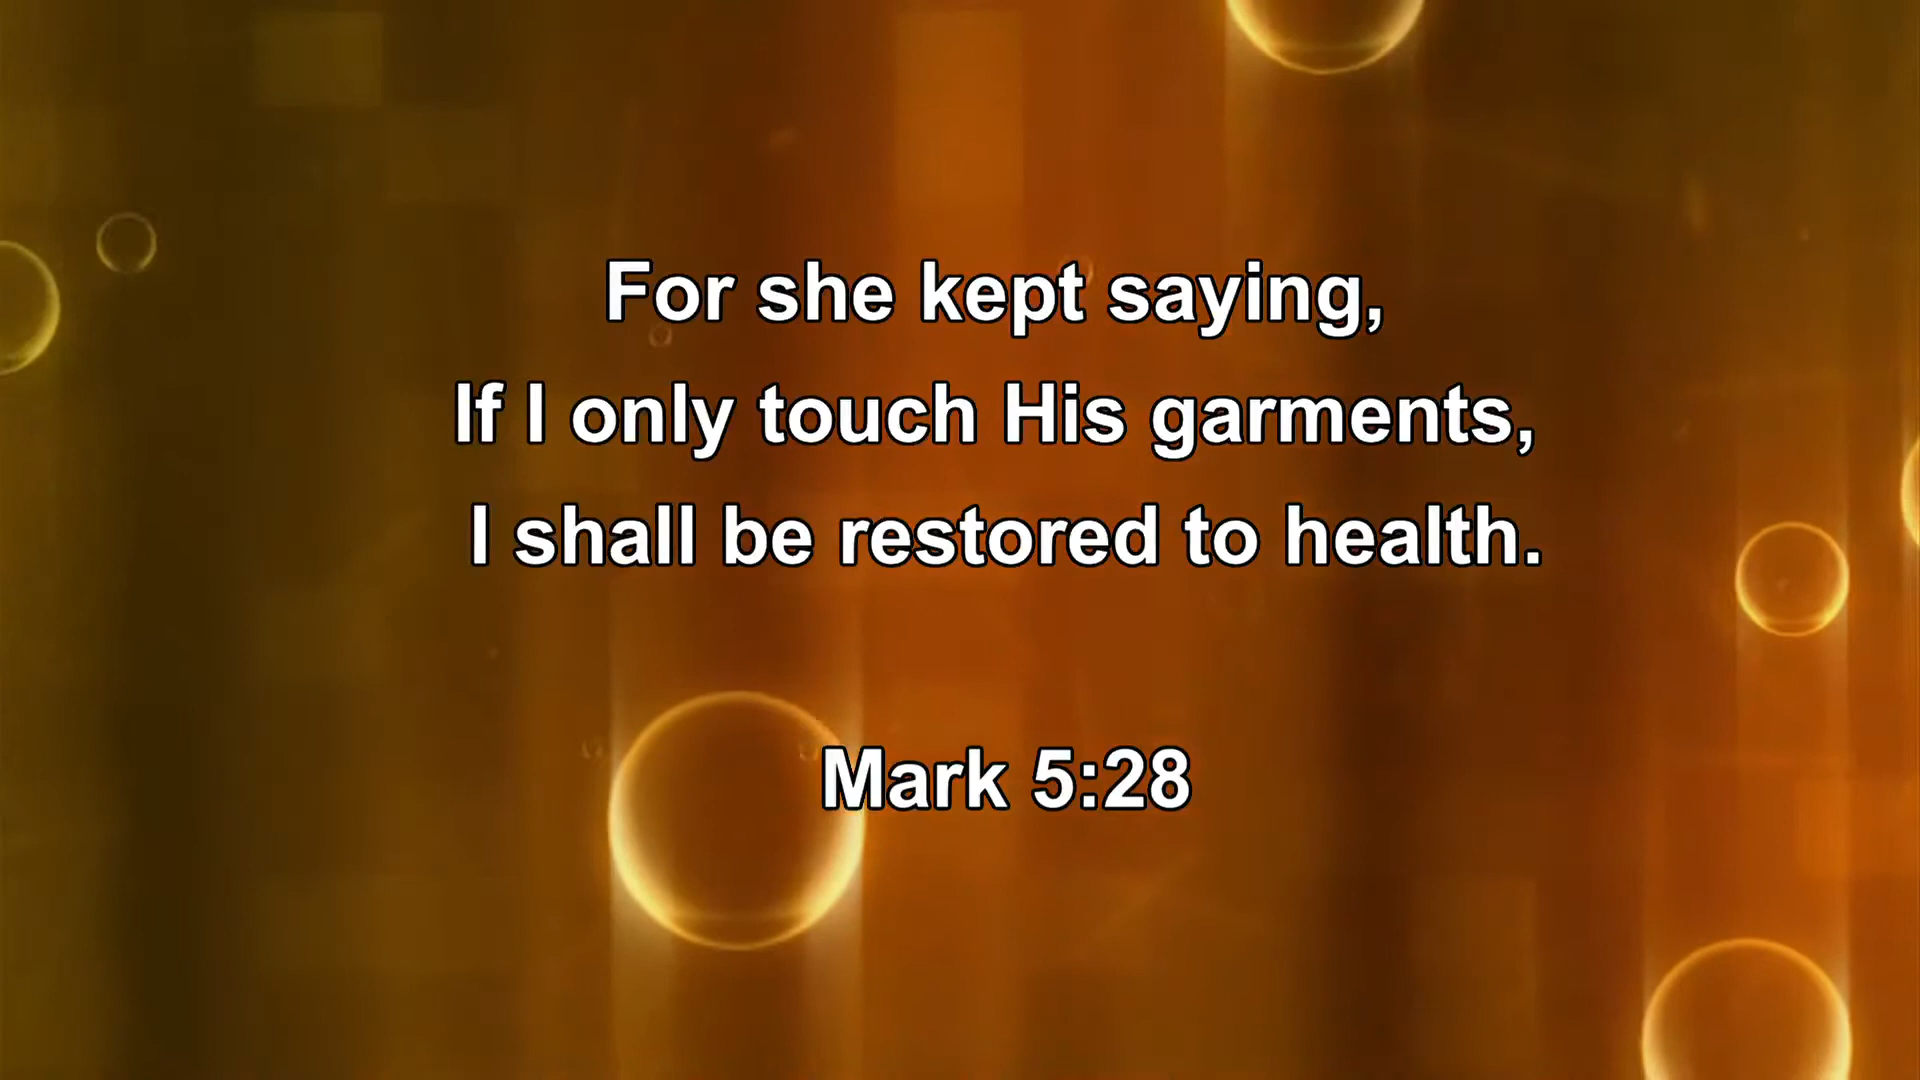 For she kept saying,
If I only touch His garments,
I shall be restored to health.
Mark 5:28